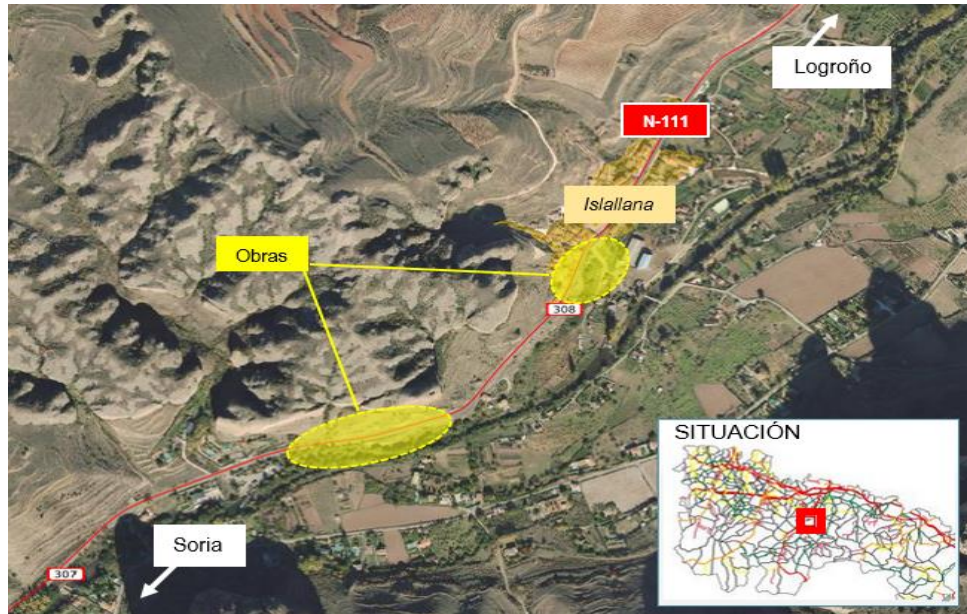 Logroño
N-111
Islallana
Obras
308
SITUACIÓN
Soria
307